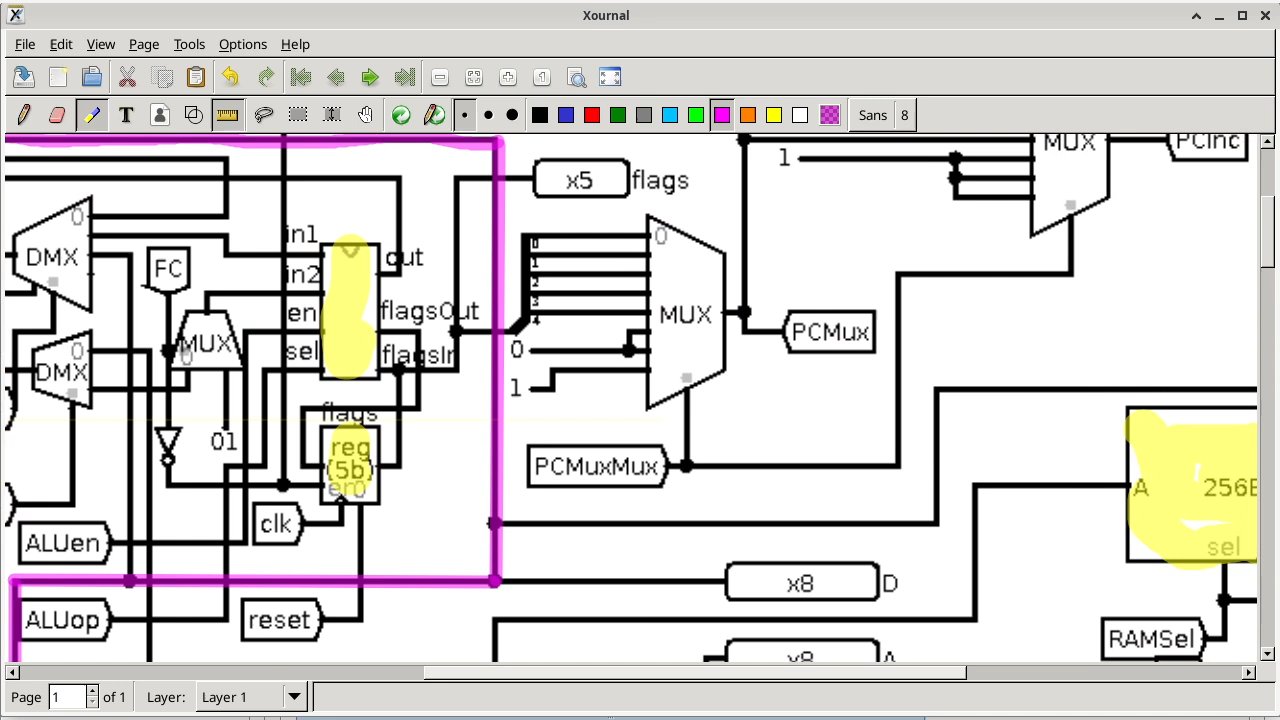 Xournal
File Edit View Page Tools Options Help
Sans 8
MUX
PCInc
1
x5 flags
0
DMX
FC
in1
in2
en
sel
out
flagsOut
flagsIn
0
1
2
3
4
0
MUX
PCMux
0
1
MUX
0
0
DMX
01
flags
reg
(5b)
clk
PCMuxMux
A 256B
sel
ALUen
x8 D
ALUop
reset
RAMSel
x8 A
Page 1 of 1 Layer: Layer 1